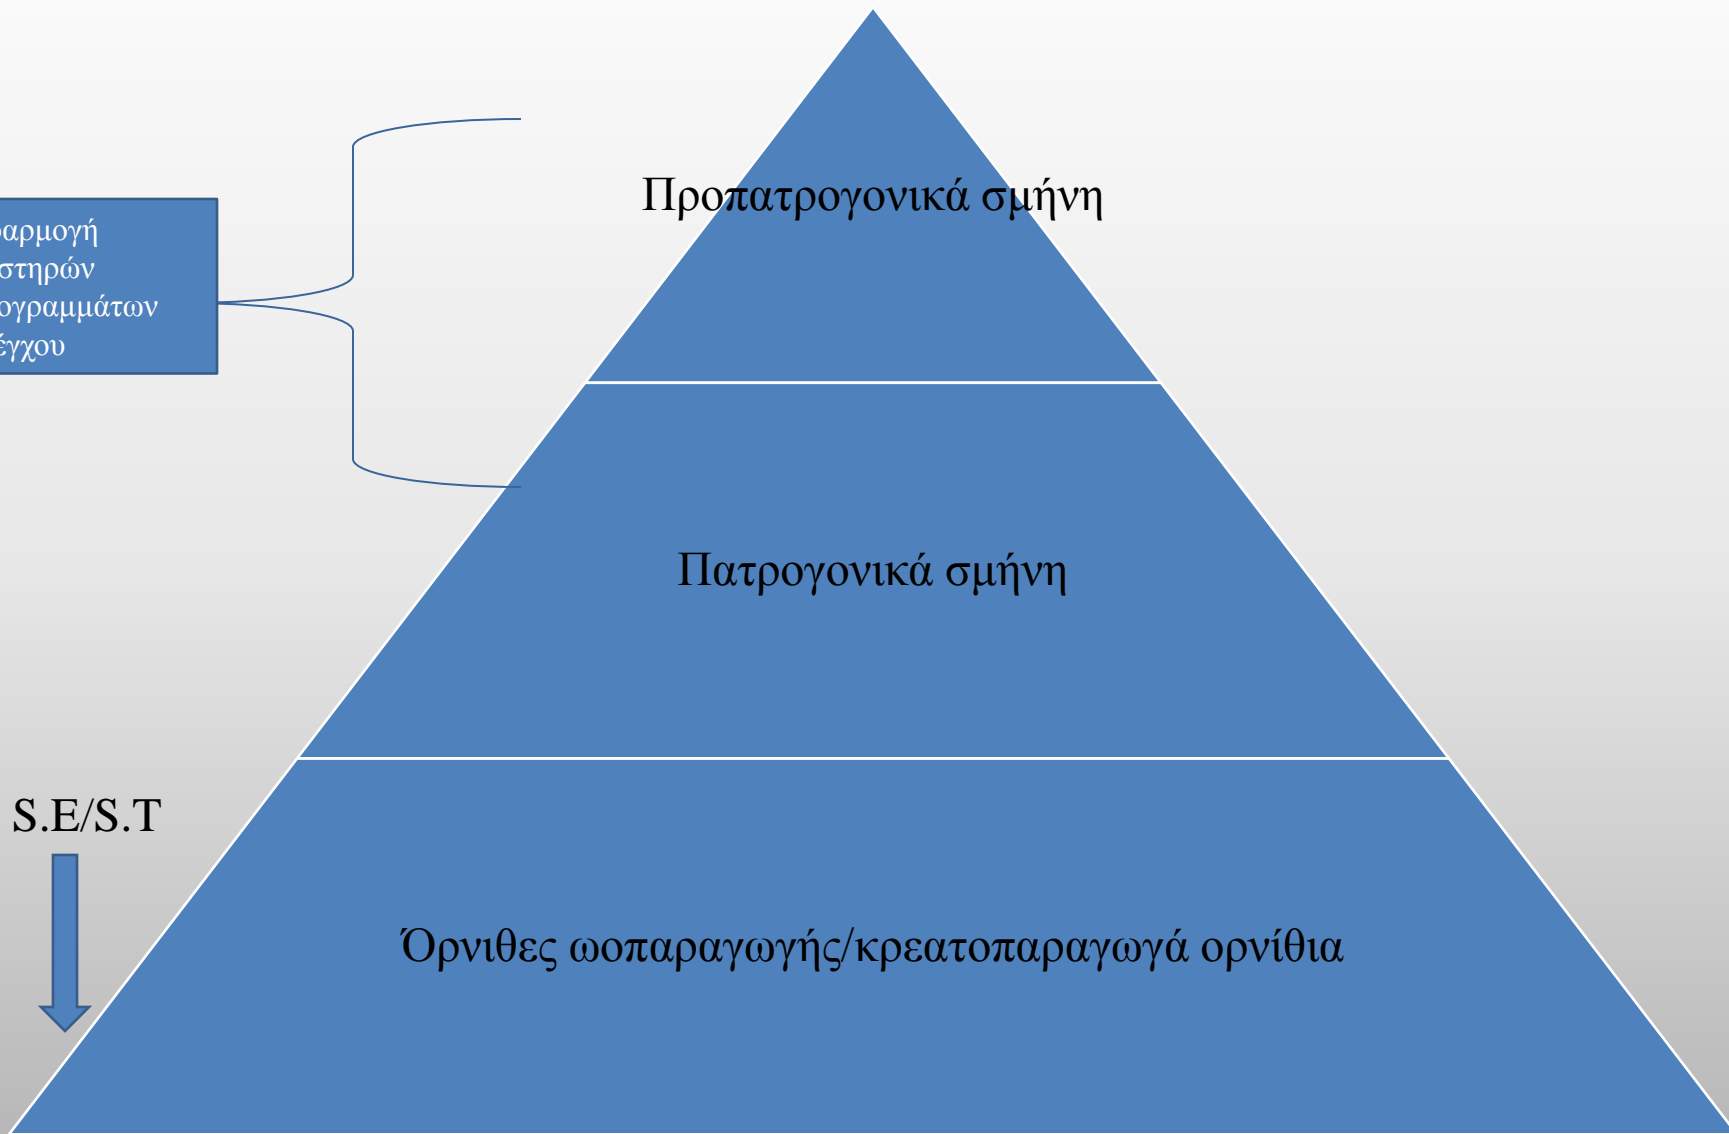 Προπατρογονικά σμήνη
αρμογή
στηρών
ογραμμάτων
έγχου
Πατρογονικά σμήνη
S.E/S.T
Όρνιθες ωοπαραγωγής/κρεατοπαραγωγά ορνίθια